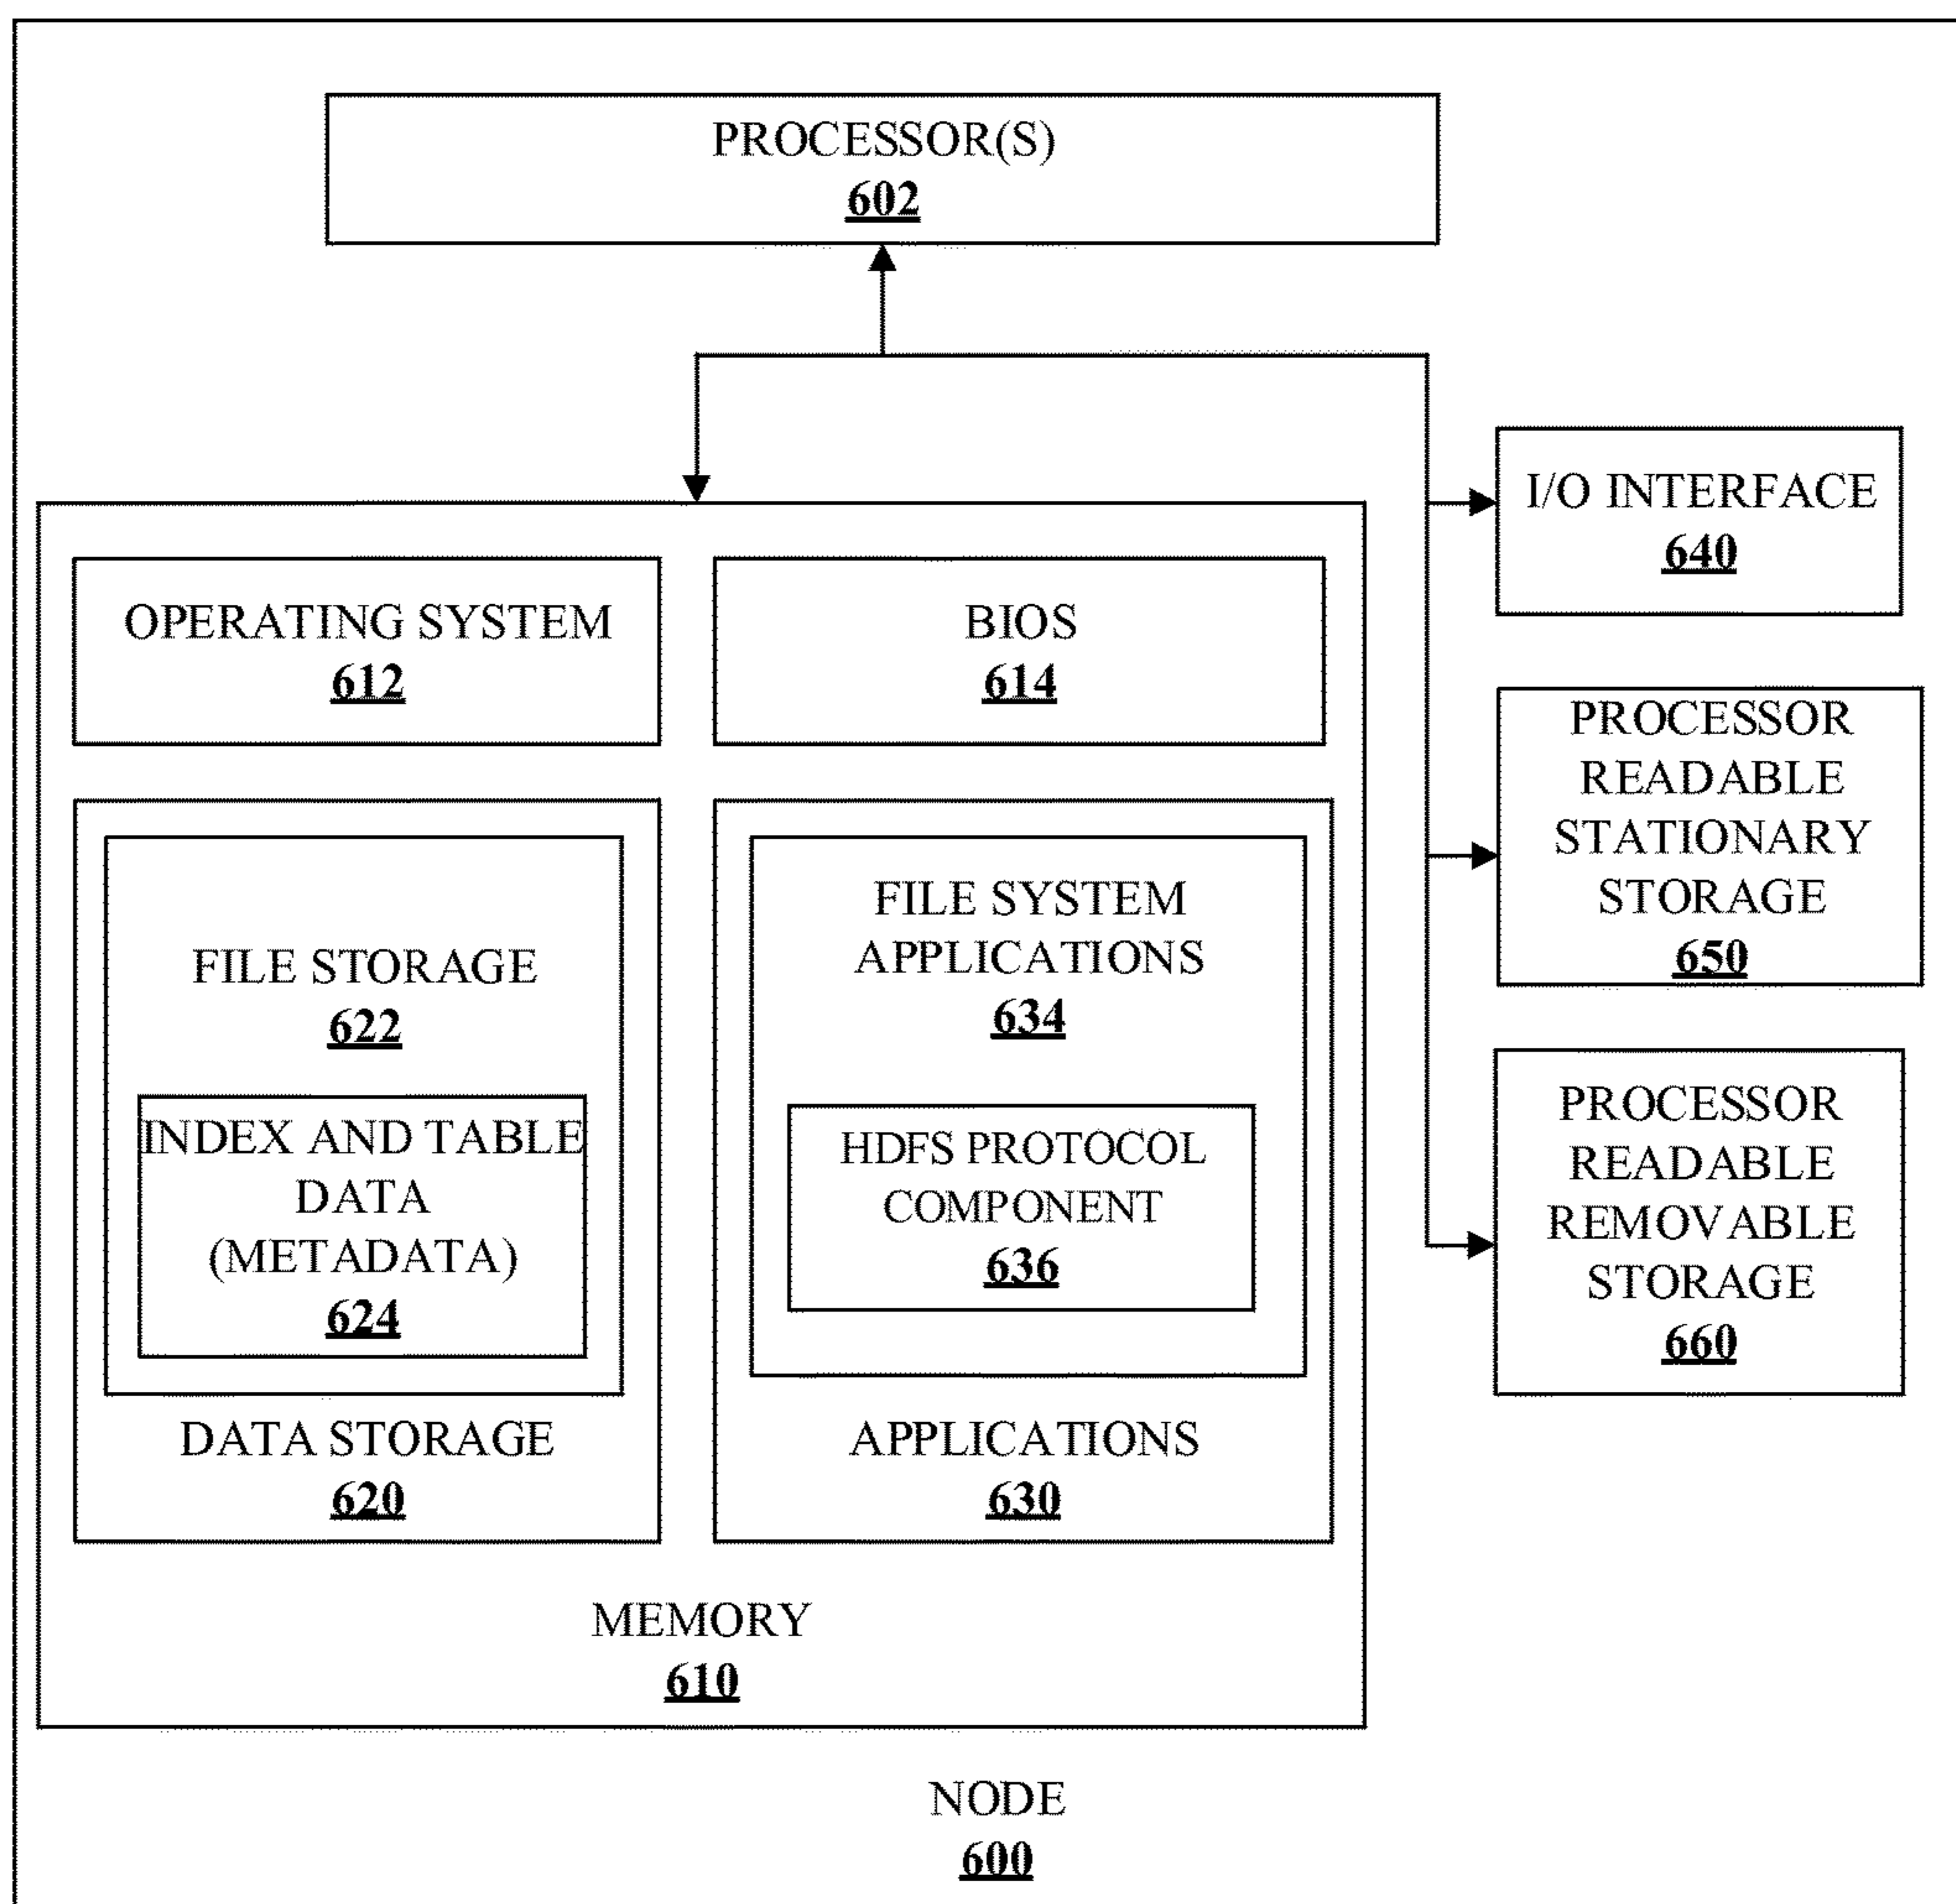 PROCESSOR(S)
602
OPERATING SYSTEM
612
BIOS
614
FILE STORAGE
622
INDEX AND TABLE
DATA
(METADATA)
624
DATA STORAGE
620
FILE SYSTEM
APPLICATIONS
634
HDFS PROTOCOL
COMPONENT
636
APPLICATIONS
630
MEMORY
610
I/O INTERFACE
640
PROCESSOR
READABLE
STATIONARY
STORAGE
650
PROCESSOR
READABLE
REMOVABLE
STORAGE
660
NODE
600